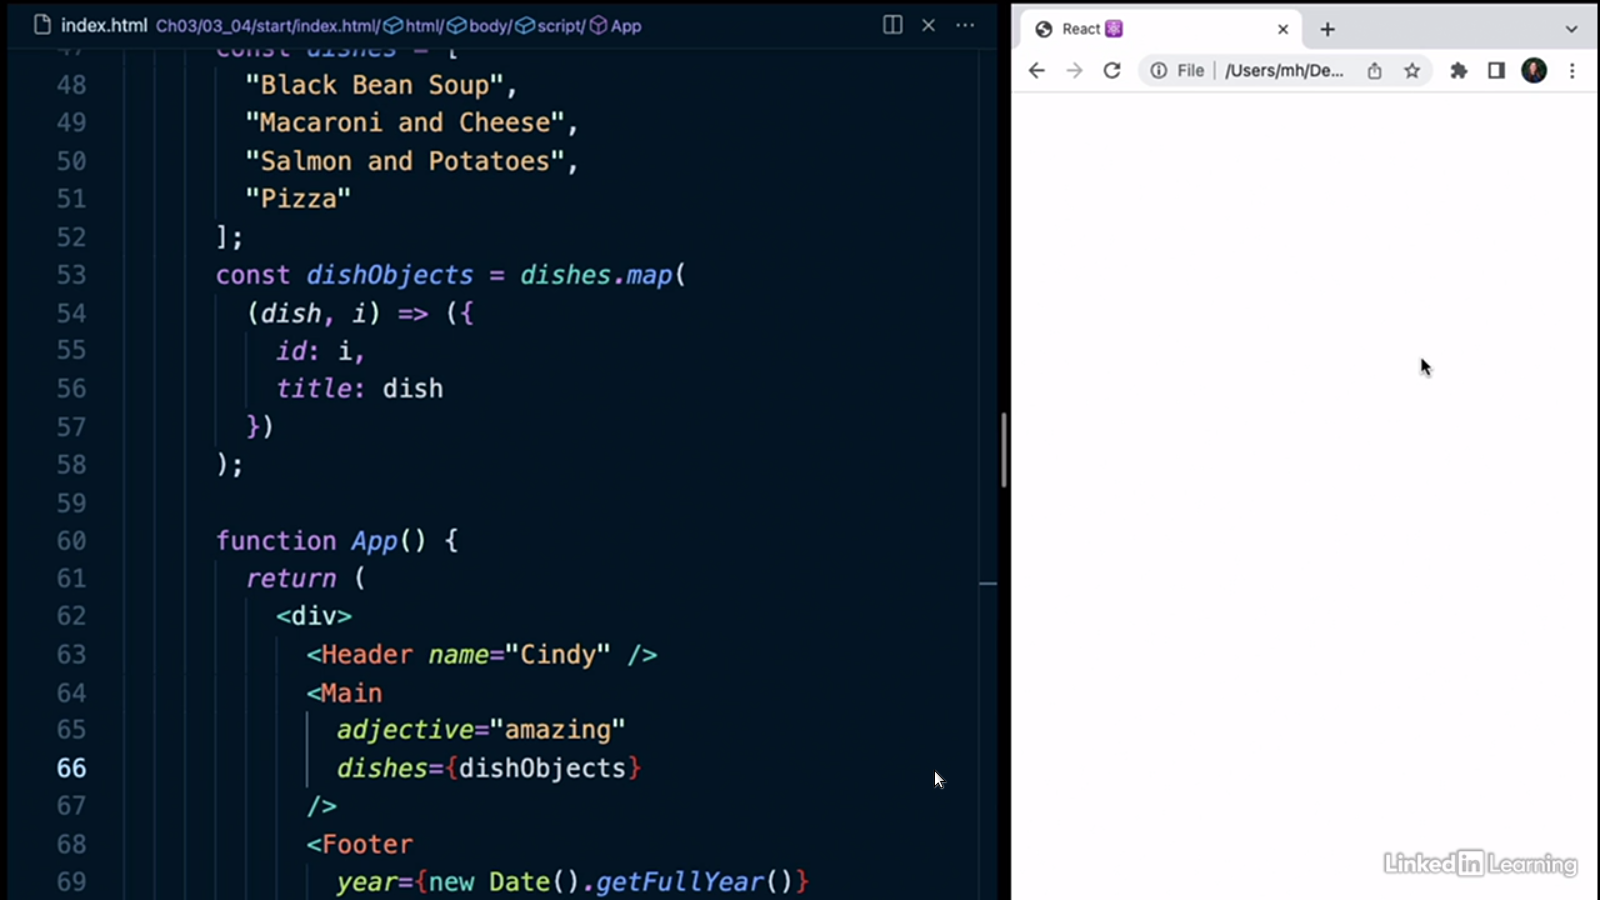 index.html Ch03/03_04/start/index.html/ html/ body/ script/ App
47 const dishes = [
48 "Black Bean Soup",
49 "Macaroni and Cheese",
50 "Salmon and Potatoes",
51 "Pizza"
52 ];
53 const dishObjects = dishes.map(
54 (dish, i) => ({
55 id: i,
56 title: dish
57 })
58 );
59
60 function App() {
61 return (
62 <div>
63 <Header name="Cindy" />
64 <Main
65 adjective="amazing"
66 dishes={dishObjects}
67 />
68 <Footer
69 year={new Date().getFullYear()}
React
File /Users/mh/De...
LinkedIn Learning